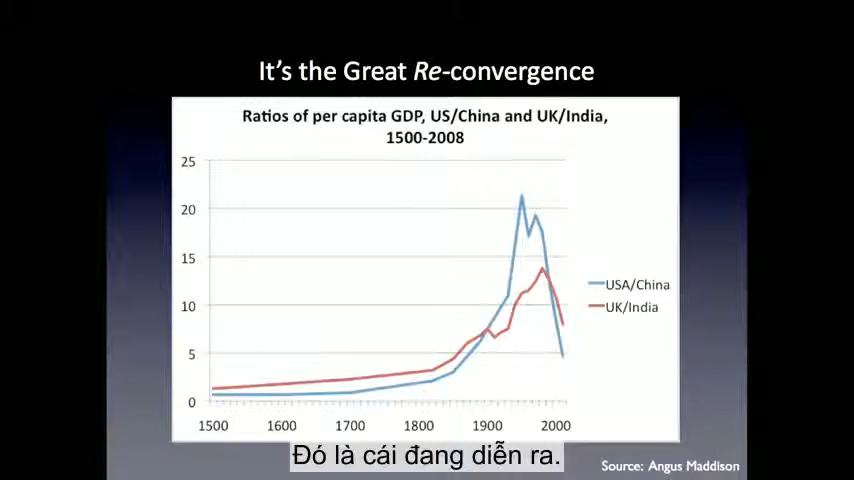 It's the Great Re-convergence
Ratios of per capita GDP, US/China and UK/India,
1500-2008
25
20
15
10
5
0
USA/China
UK/India
1500 1600 1700 1800 1900 2000
Đó là cái đang diễn ra.
Source: Angus Maddison